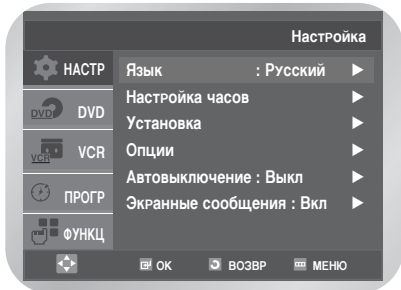 Настройка
НАСТР
Язык : Русский ►
DVD DVD
Настройка часов ►
Установка ►
VCR VCR
Опции ►
Автовыключение : Выкл ►
ПРОГР
Экранные сообщения : Вкл ►
ФУНКЦ
ОК ВОЗВР МЕНЮ